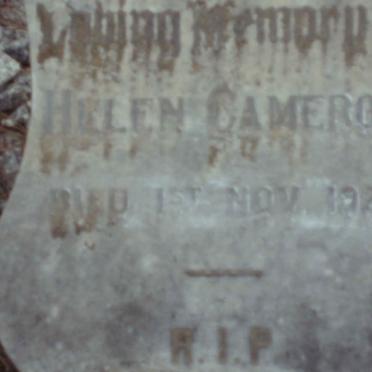 Loving Memory
HELEN CAMERO
DIED 1ST NOV. 19
R.I.P